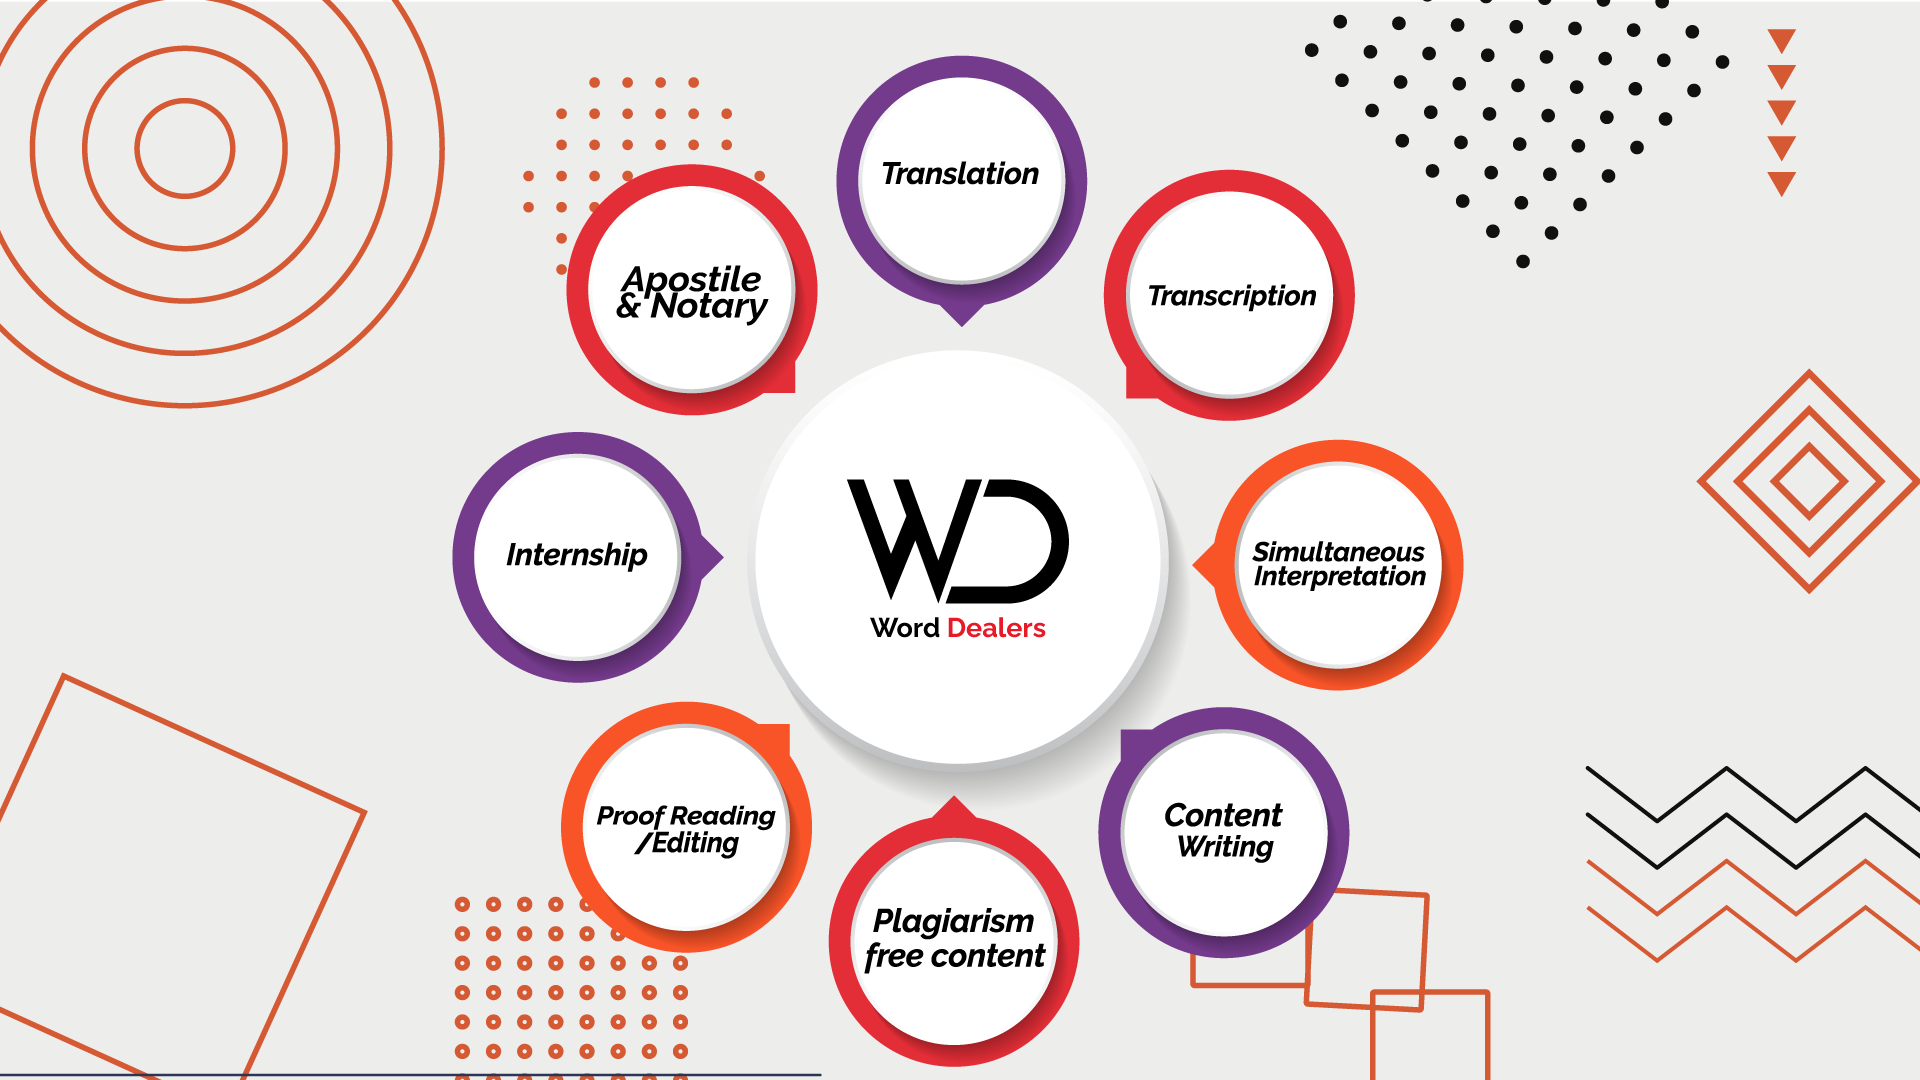 Translation
Transcription
Simultaneous
Interpretation
Content
Writing
Plagiarism
free content
Proof Reading
/Editing
Internship
Apostile
& Notary
WD
Word Dealers